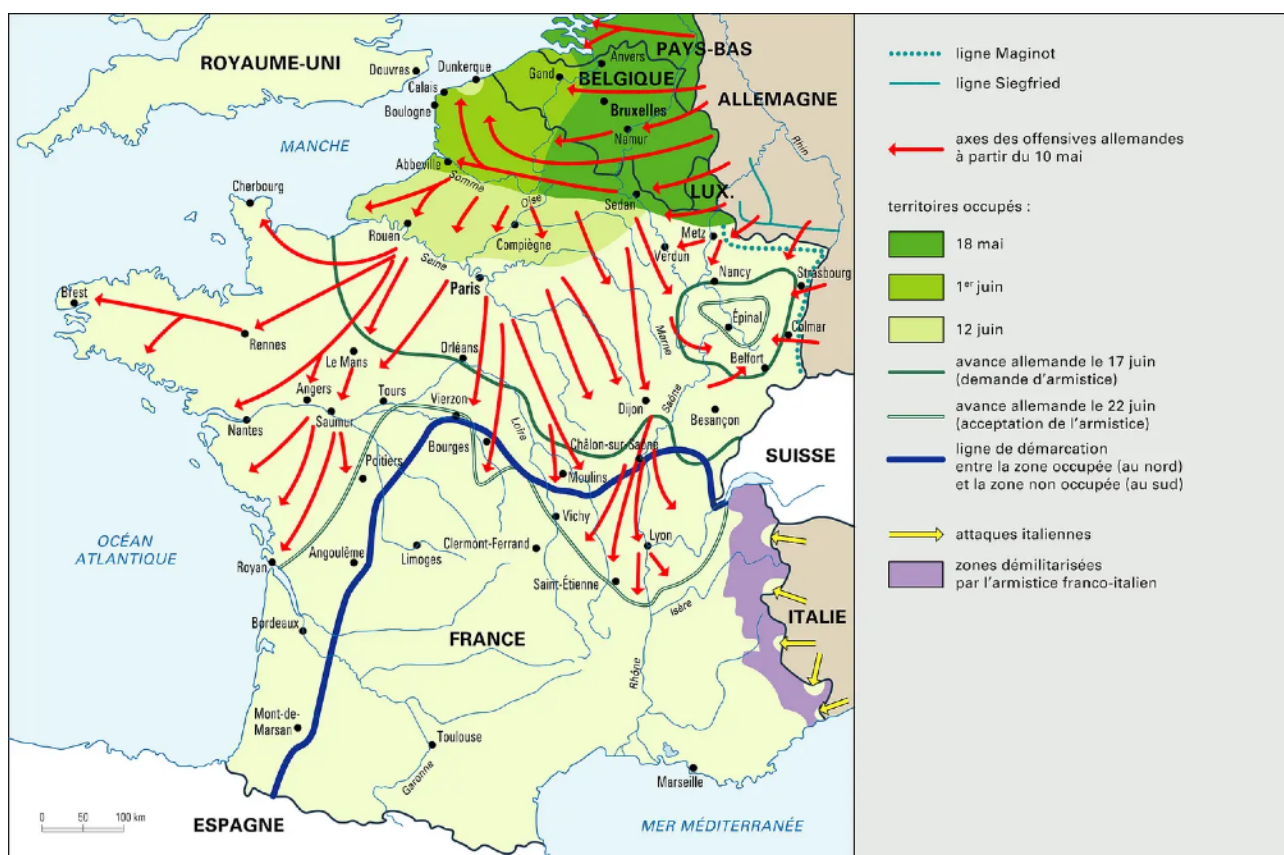 ROYAUME-UNI
Douvres
Dunkerque
Calais
Boulogne
Gand
Anvers
PAYS-BAS
BELGIQUE
Bruxelles
Namur
ALLEMAGNE
Rhin
MANCHE
Abbeville
Somme
Oise
Sedan
LUX.
Cherbourg
Rouen
Compiègne
Verdun
Metz
Seine
Paris
Nancy
Strasbourg
Brest
Marne
Épinal
Colmar
Rennes
Le Mans
Orléans
Belfort
Angers
Tours
Vierzon
Dijon
Saône
Besançon
Nantes
Saumur
Loire
Bourges
Châlon-sur-Saône
SUISSE
Poitiers
Moulins
OCÉAN
ATLANTIQUE
Vichy
Lyon
Royan
Angoulême
Limoges
Clermont-Ferrand
Saint-Étienne
Isère
ITALIE
Bordeaux
FRANCE
Rhône
Mont-de-
Marsan
Toulouse
Garonne
Marseille
0 50 100 km
ESPAGNE
MER MÉDITERRANÉE
ligne Maginot
ligne Siegfried
axes des offensives allemandes
à partir du 10 mai
territoires occupés :
18 mai
1er juin
12 juin
avance allemande le 17 juin
(demande d'armistice)
avance allemande le 22 juin
(acceptation de l'armistice)
ligne de démarcation
entre la zone occupée (au nord)
et la zone non occupée (au sud)
attaques italiennes
zones démilitarisées
par l'armistice franco-italien